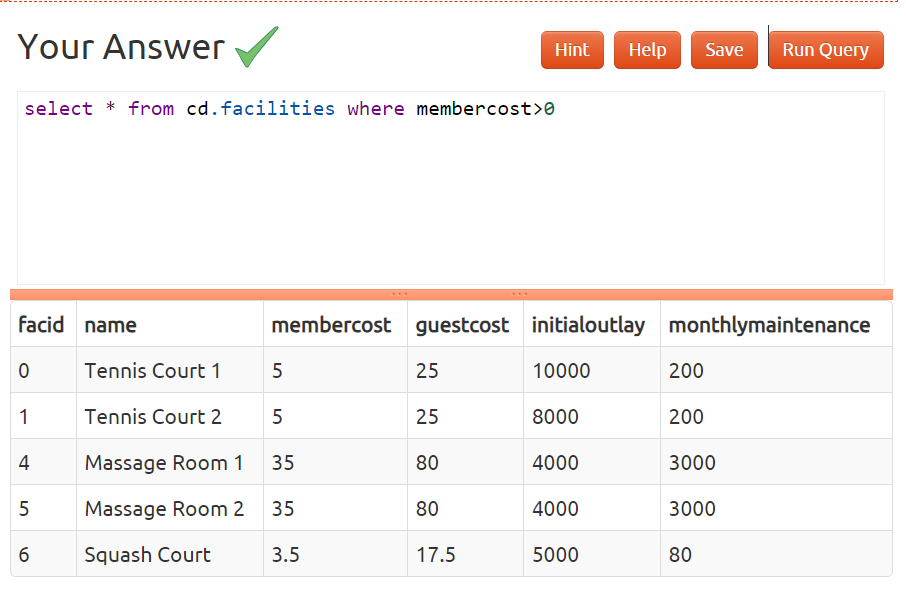 Your Answer Hint Help Save Run Query
select * from cd.facilities where membercost>0
facid name membercost guestcost initialoutlay monthlymaintenance
0 Tennis Court 1 5 25 10000 200
1 Tennis Court 2 5 25 8000 200
4 Massage Room 1 35 80 4000 3000
5 Massage Room 2 35 80 4000 3000
6 Squash Court 3.5 17.5 5000 80